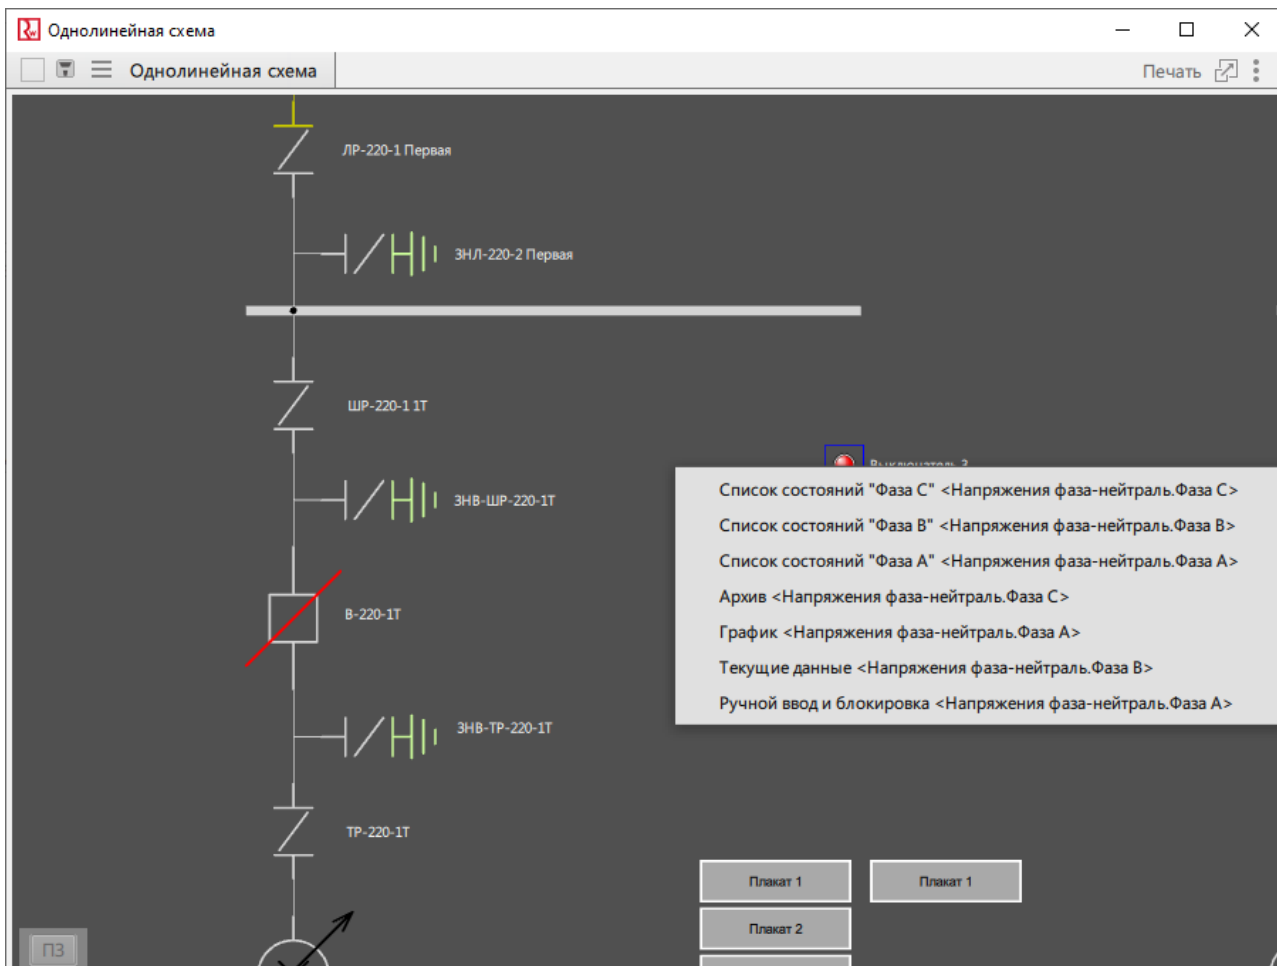 Однолинейная схема
Однолинейная схема
Печать
ЛР-220-1 Первая
ЗНЛ-220-2 Первая
ШР-220-1 1Т
Выключатель 3
ЗНВ-ШР-220-1Т
Список состояний "Фаза C" <Напряжения фаза-нейтраль.Фаза C>
Список состояний "Фаза B" <Напряжения фаза-нейтраль.Фаза B>
Список состояний "Фаза A" <Напряжения фаза-нейтраль.Фаза A>
Архив <Напряжения фаза-нейтраль.Фаза C>
График <Напряжения фаза-нейтраль.Фаза A>
Текущие данные <Напряжения фаза-нейтраль.Фаза B>
Ручной ввод и блокировка <Напряжения фаза-нейтраль.Фаза A>
В-220-1Т
ЗНВ-ТР-220-1Т
ТР-220-1Т
Плакат 1
Плакат 1
Плакат 2
ПЗ